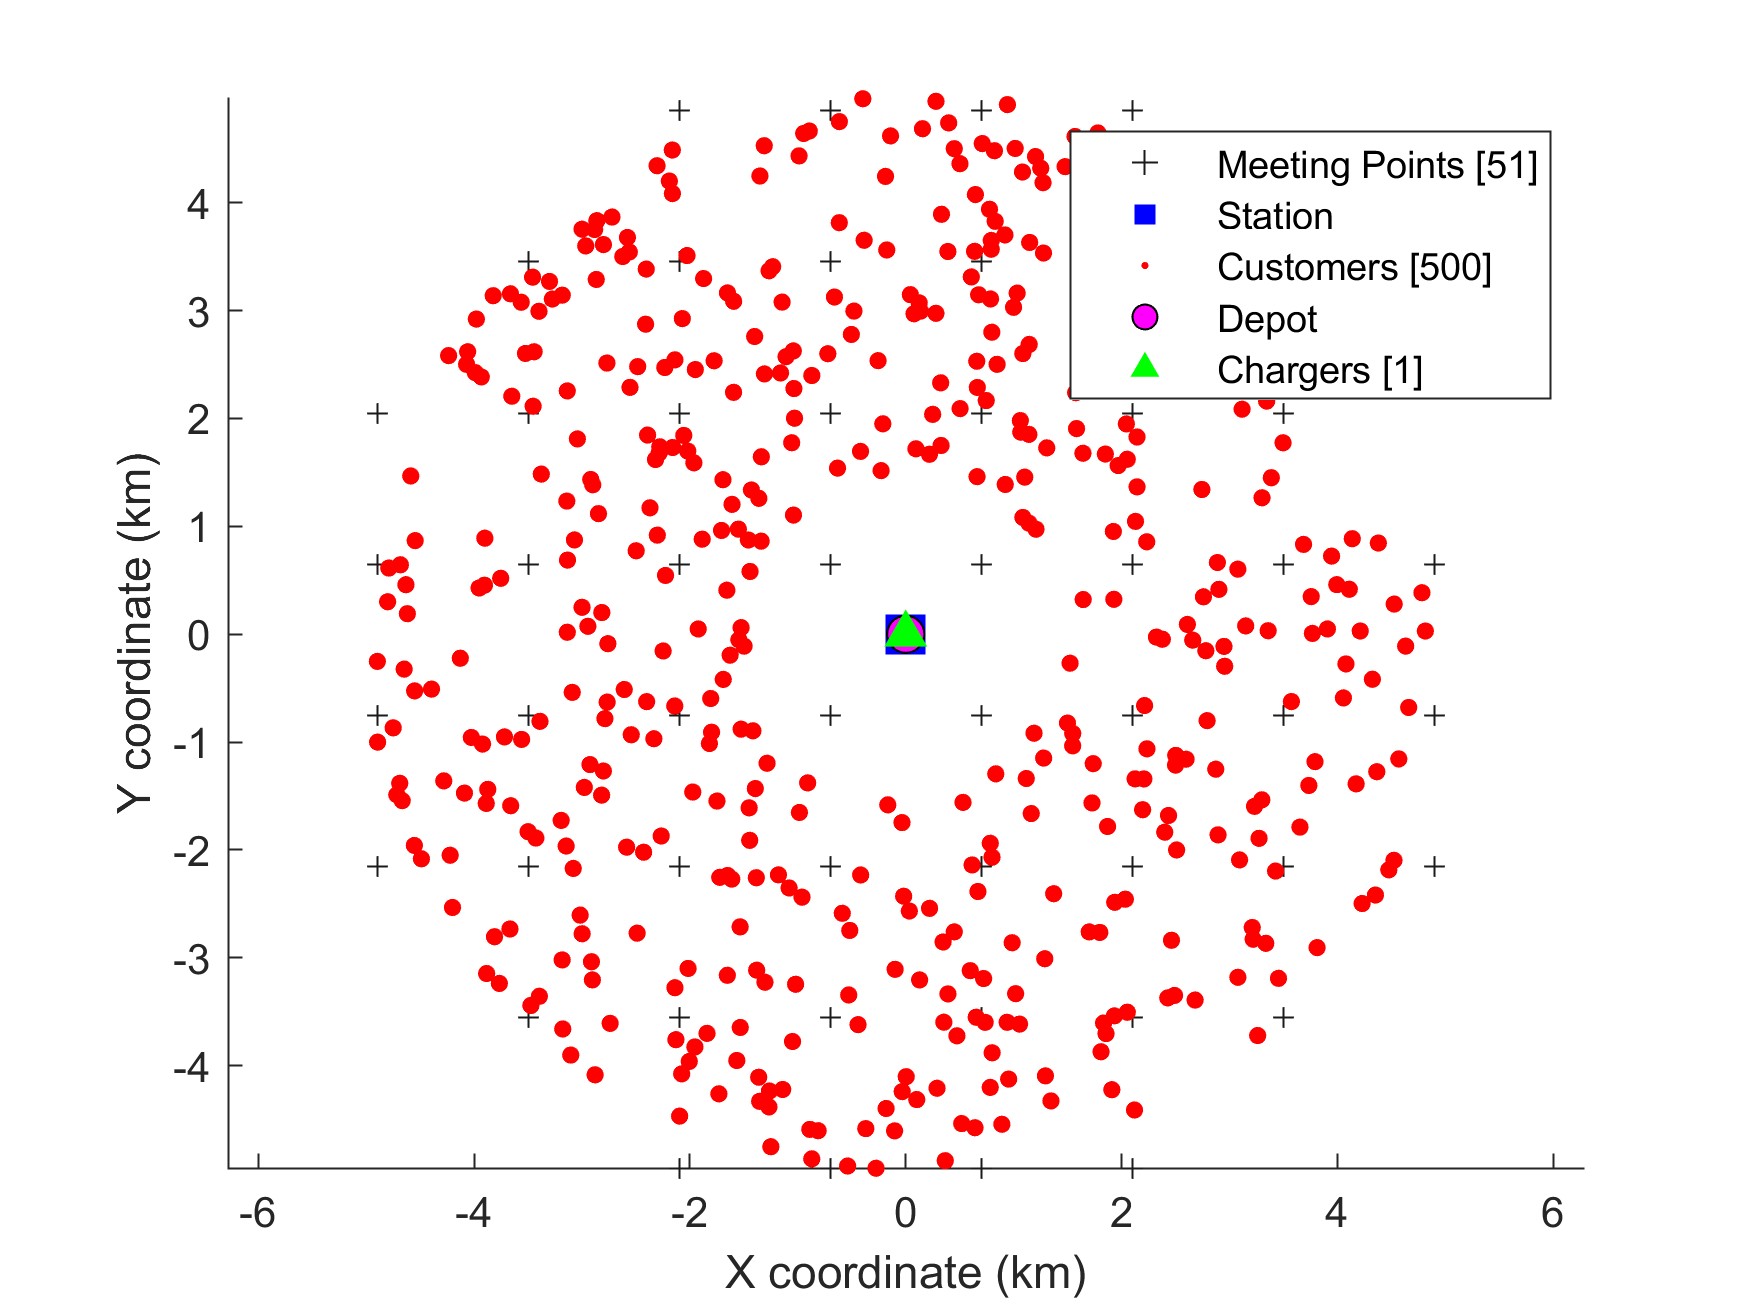 Meeting Points [51]
Station
Customers [500]
Depot
Chargers [1]
4
3
2
1
0
-1
-2
-3
-4
Y coordinate (km)
-6
-4
-2
0
2
4
6
X coordinate (km)